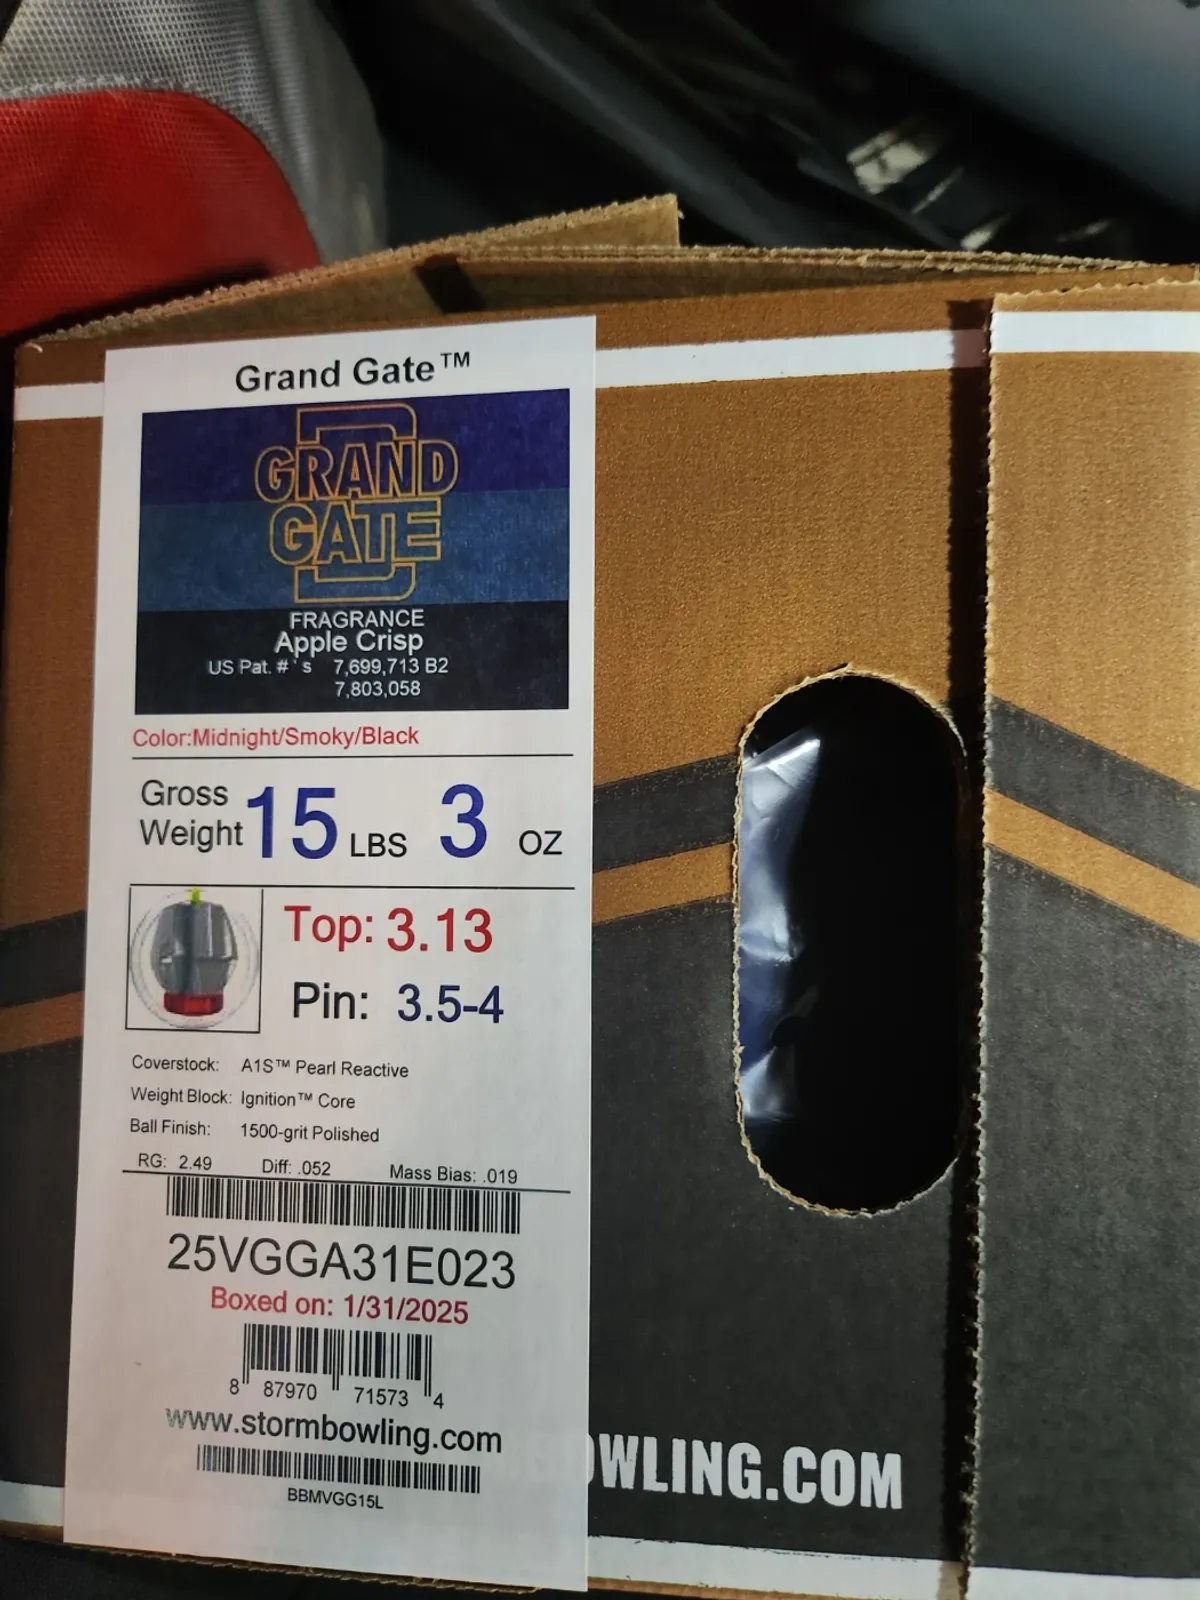 Grand Gate™
GRAND
GATE
FRAGRANCE
Apple Crisp
US Pat. #'s 7,699,713 B2
7,803,058
Color:Midnight/Smoky/Black
Gross Weight 15 LBS 3 OZ
Top: 3.13
Pin: 3.5-4
Coverstock: A1S™ Pearl Reactive
Weight Block: Ignition™ Core
Ball Finish: 1500-grit Polished
RG: 2.49 Diff: .052 Mass Bias: .019
25VGGA31E023
Boxed on: 1/31/2025
8 87970 71573 4
www.stormbowling.com
BBMVGG15L
OWLING.COM